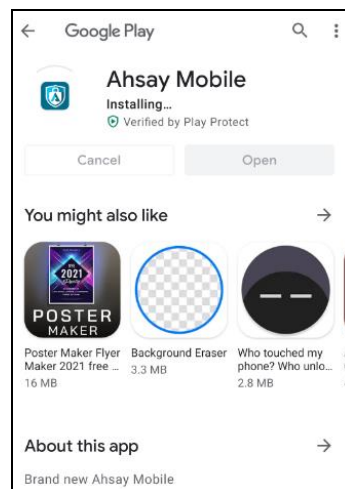 Google Play
Ahsay Mobile
Installing...
Verified by Play Protect
Cancel
Open
You might also like
2021
POSTER
MAKER
Poster Maker Flyer
Maker 2021 free ...
16 MB
Background Eraser
3.3 MB
Who touched my
phone? Who unlo...
2.8 MB
About this app
Brand new Ahsay Mobile